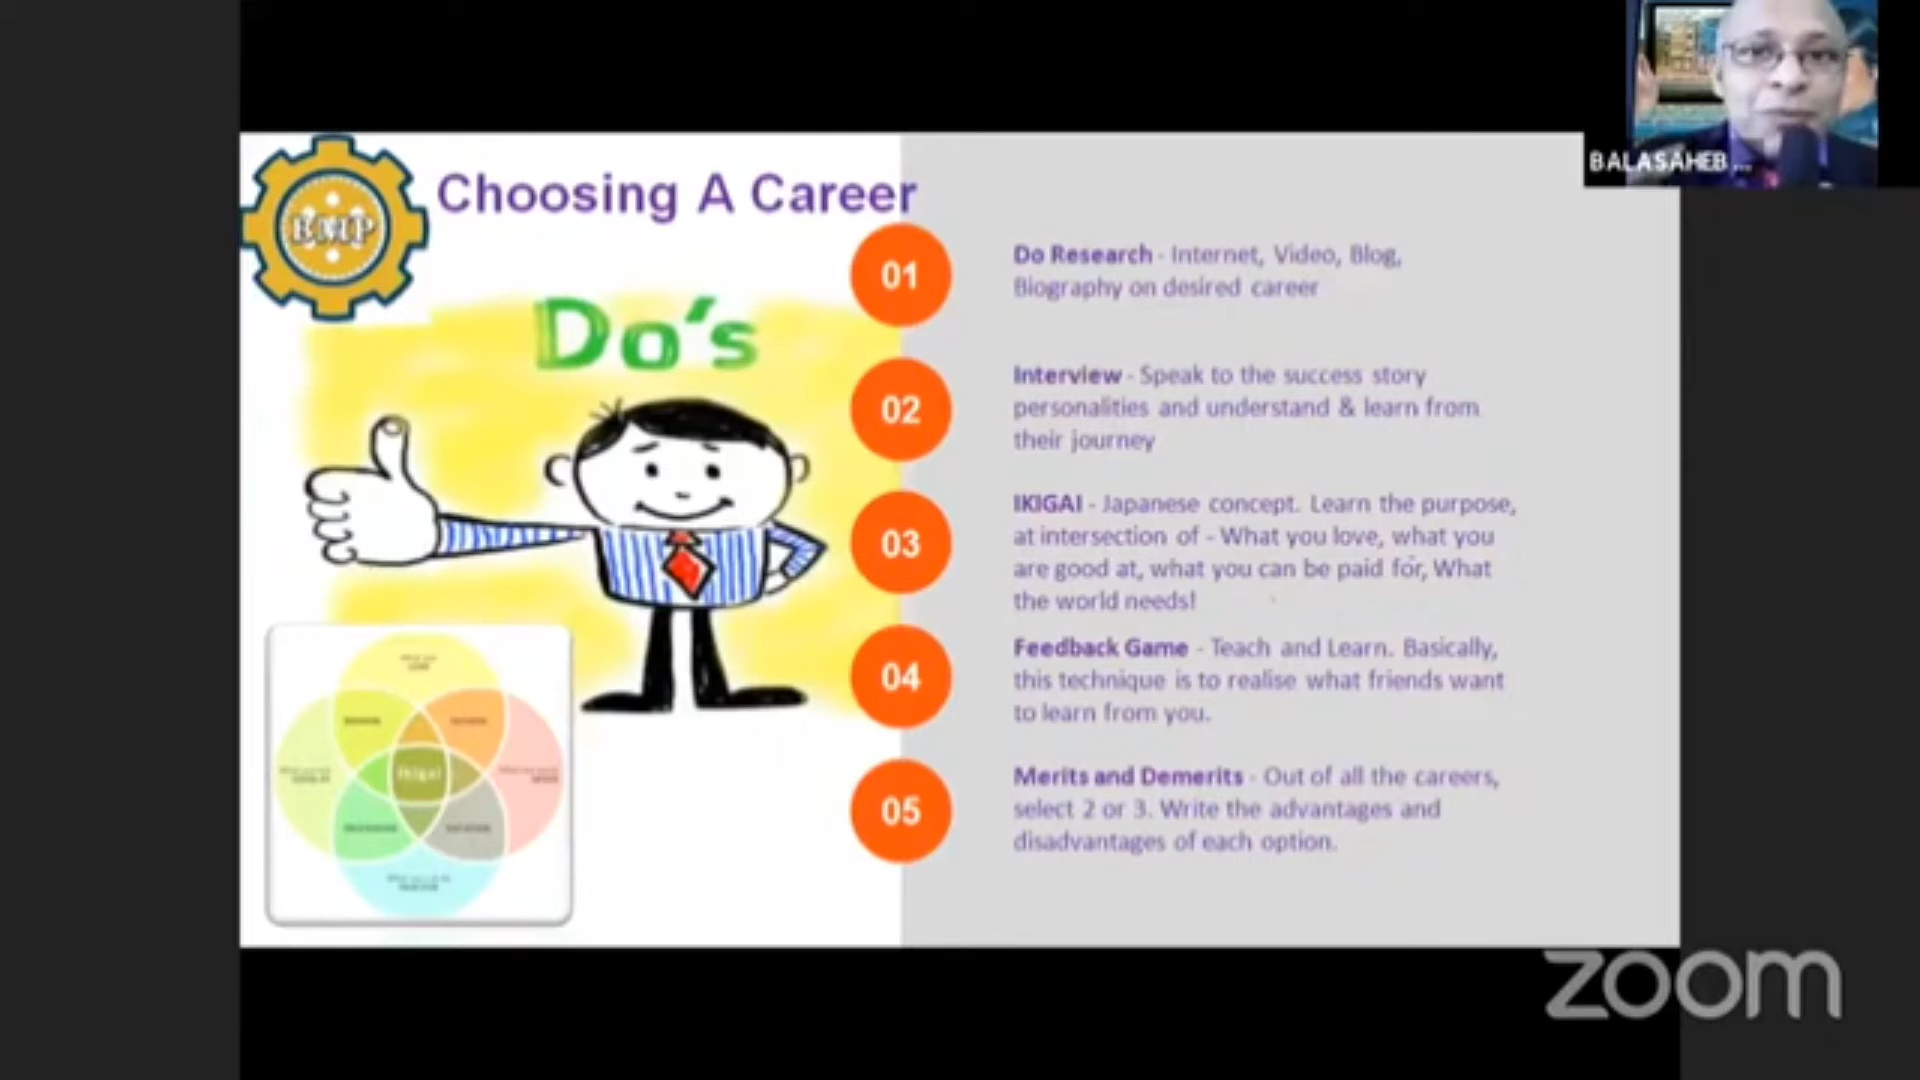 BALASAHEB ...
BMP
Choosing A Career
Do's
01
Do Research - Internet, Video, Blog,
Biography on desired career
02
Interview - Speak to the success story
personalities and understand & learn from
their journey
03
IKIGAI - Japanese concept. Learn the purpose,
at intersection of - What you love, what you
are good at, what you can be paid for, What
the world needs!
04
Feedback Game - Teach and Learn. Basically,
this technique is to realise what friends want
to learn from you.
05
Merits and Demerits - Out of all the careers,
select 2 or 3. Write the advantages and
disadvantages of each option.
Ikigai
zoom